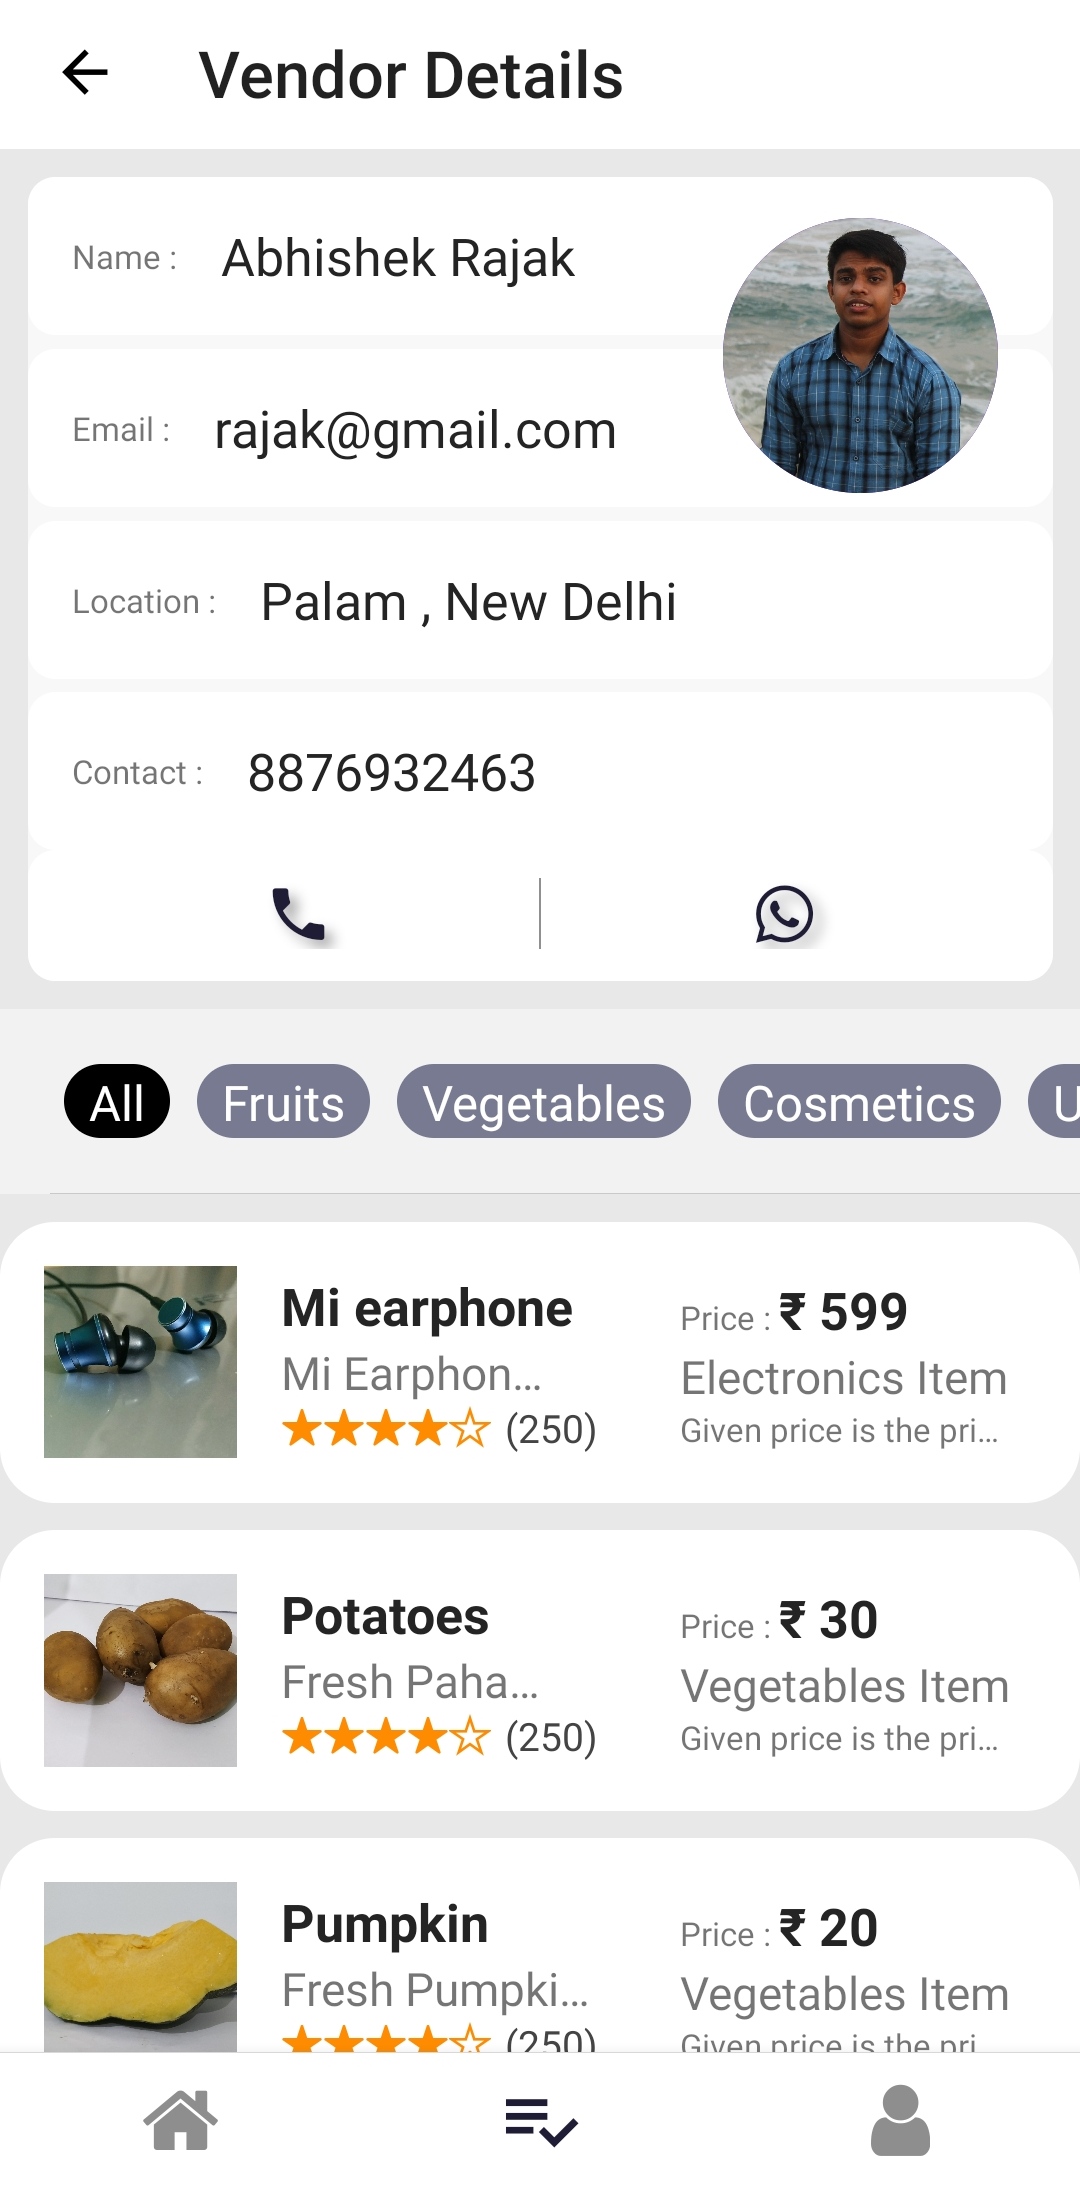 Vendor Details
Name : Abhishek Rajak
Email : rajak@gmail.com
Location : Palam , New Delhi
Contact : 8876932463
All Fruits Vegetables Cosmetics U
Mi earphone
Mi Earphon...
(250)
Price : ₹ 599
Electronics Item
Given price is the pri...
Potatoes
Fresh Paha...
(250)
Price : ₹ 30
Vegetables Item
Given price is the pri...
Pumpkin
Fresh Pumpki...
(250)
Price : ₹ 20
Vegetables Item
Given price is the pri